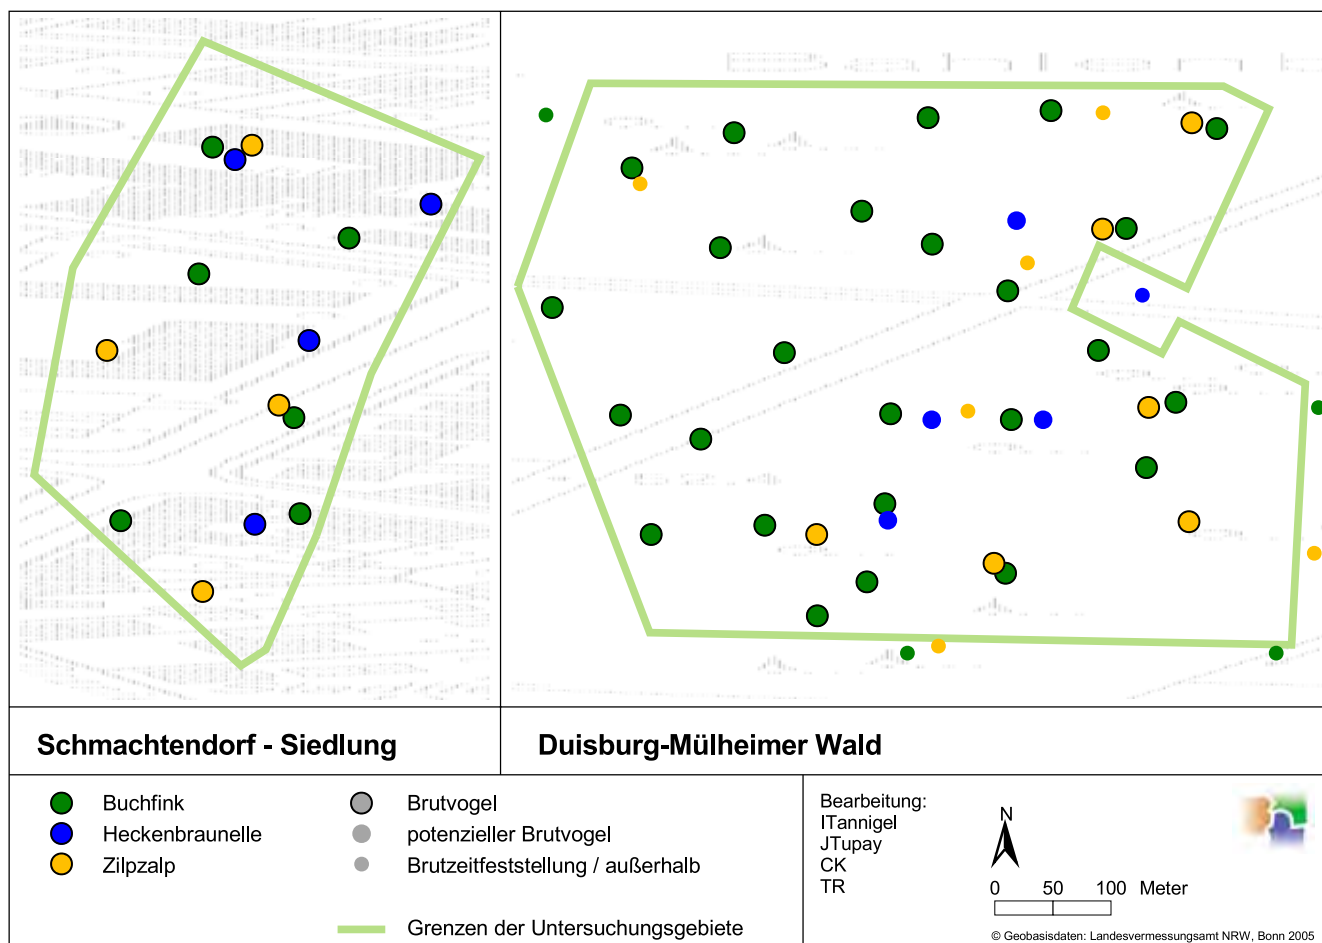 Schmachtendorf - Siedlung
Duisburg-Mülheimer Wald
Buchfink
Heckenbraunelle
Zilpzalp
Brutvogel
potenzieller Brutvogel
Brutzeitfeststellung / außerhalb
Grenzen der Untersuchungsgebiete
Bearbeitung:
ITannigel
JTupay
CK
TR
N
0 50 100 Meter
© Geobasisdaten: Landesvermessungsamt NRW, Bonn 2005